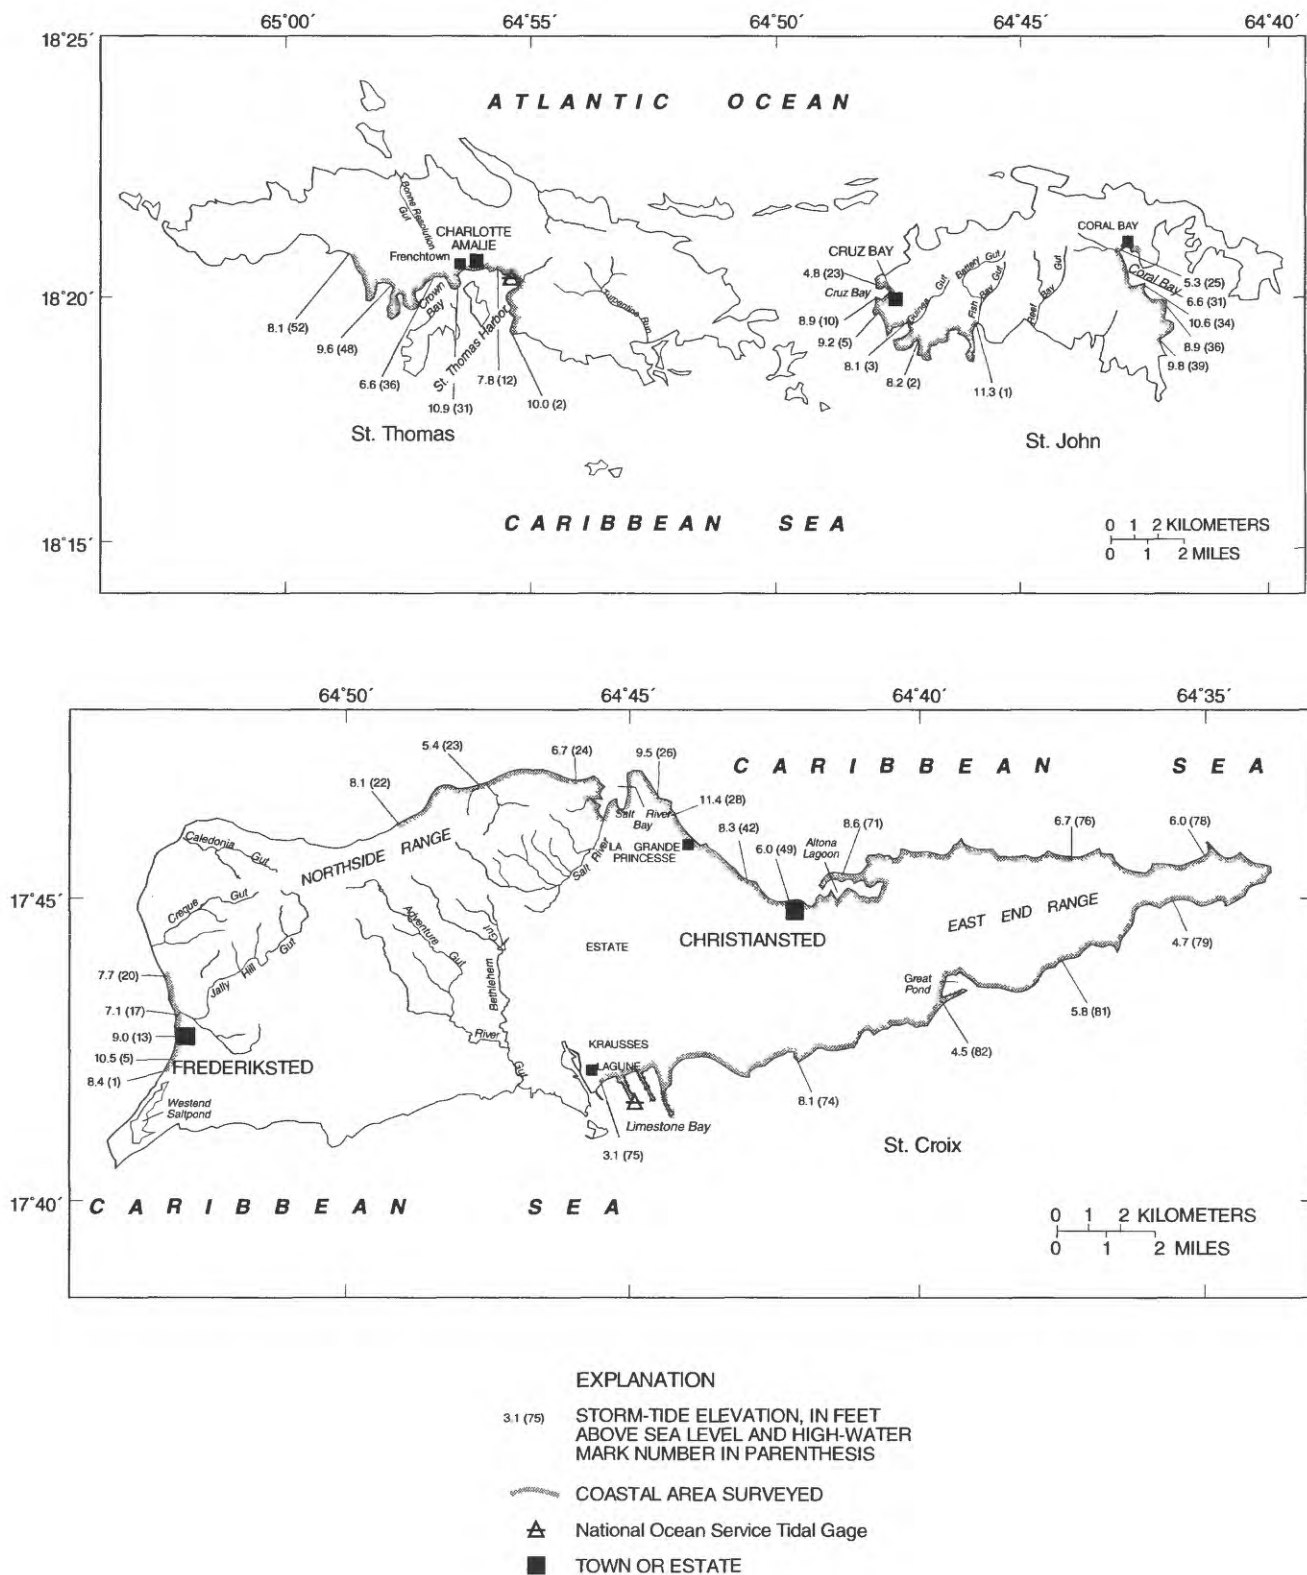 65°00´ 64°55´ 64°50´ 64°45´ 64°40´
18°25´
ATLANTIC OCEAN
Bonne Resolution
Gut
CHARLOTTE
AMALIE
Frenchtown
CORAL BAY
CRUZ BAY
4.8 (23)
Cruz Bay
Guinea Gut
Battery Gut
Fish Bay Gut
Reef Bay Gut
Coral Bay
5.3 (25)
6.6 (31)
18°20´
Crown
Bay
St. Thomas Harbor
Turpentine Run
8.9 (10)
10.6 (34)
8.1 (52)
9.2 (5)
8.9 (36)
9.6 (48)
8.1 (3)
9.8 (39)
6.6 (36)
7.8 (12)
8.2 (2)
11.3 (1)
10.9 (31)
10.0 (2)
St. Thomas
St. John
CARIBBEAN SEA
0 1 2 KILOMETERS
0 1 2 MILES
18°15´
64°50´ 64°45´ 64°40´ 64°35´
5.4 (23)
6.7 (24)
9.5 (26)
CARIBBEAN SEA
8.1 (22)
11.4 (28)
Salt River
Bay
Caledonia Gut
NORTHSIDE RANGE
LA GRANDE
PRINCESSE
8.3 (42)
8.6 (71)
6.7 (76)
6.0 (78)
Altona
Lagoon
6.0 (49)
Salt River
17°45´
Creque Gut
Adventure Gut
Gut
Bethlehem
ESTATE
CHRISTIANSTED
EAST END RANGE
4.7 (79)
7.7 (20)
Jally Hill Gut
Great
Pond
7.1 (17)
5.8 (81)
9.0 (13)
River
Gut
KRAUSSES
LAGUNE
4.5 (82)
10.5 (5)
FREDERIKSTED
8.4 (1)
8.1 (74)
Westend
Saltpond
Limestone Bay
3.1 (75)
St. Croix
17°40´
CARIBBEAN SEA
0 1 2 KILOMETERS
0 1 2 MILES
EXPLANATION
3.1 (75) STORM-TIDE ELEVATION, IN FEET
ABOVE SEA LEVEL AND HIGH-WATER
MARK NUMBER IN PARENTHESIS
COASTAL AREA SURVEYED
National Ocean Service Tidal Gage
TOWN OR ESTATE